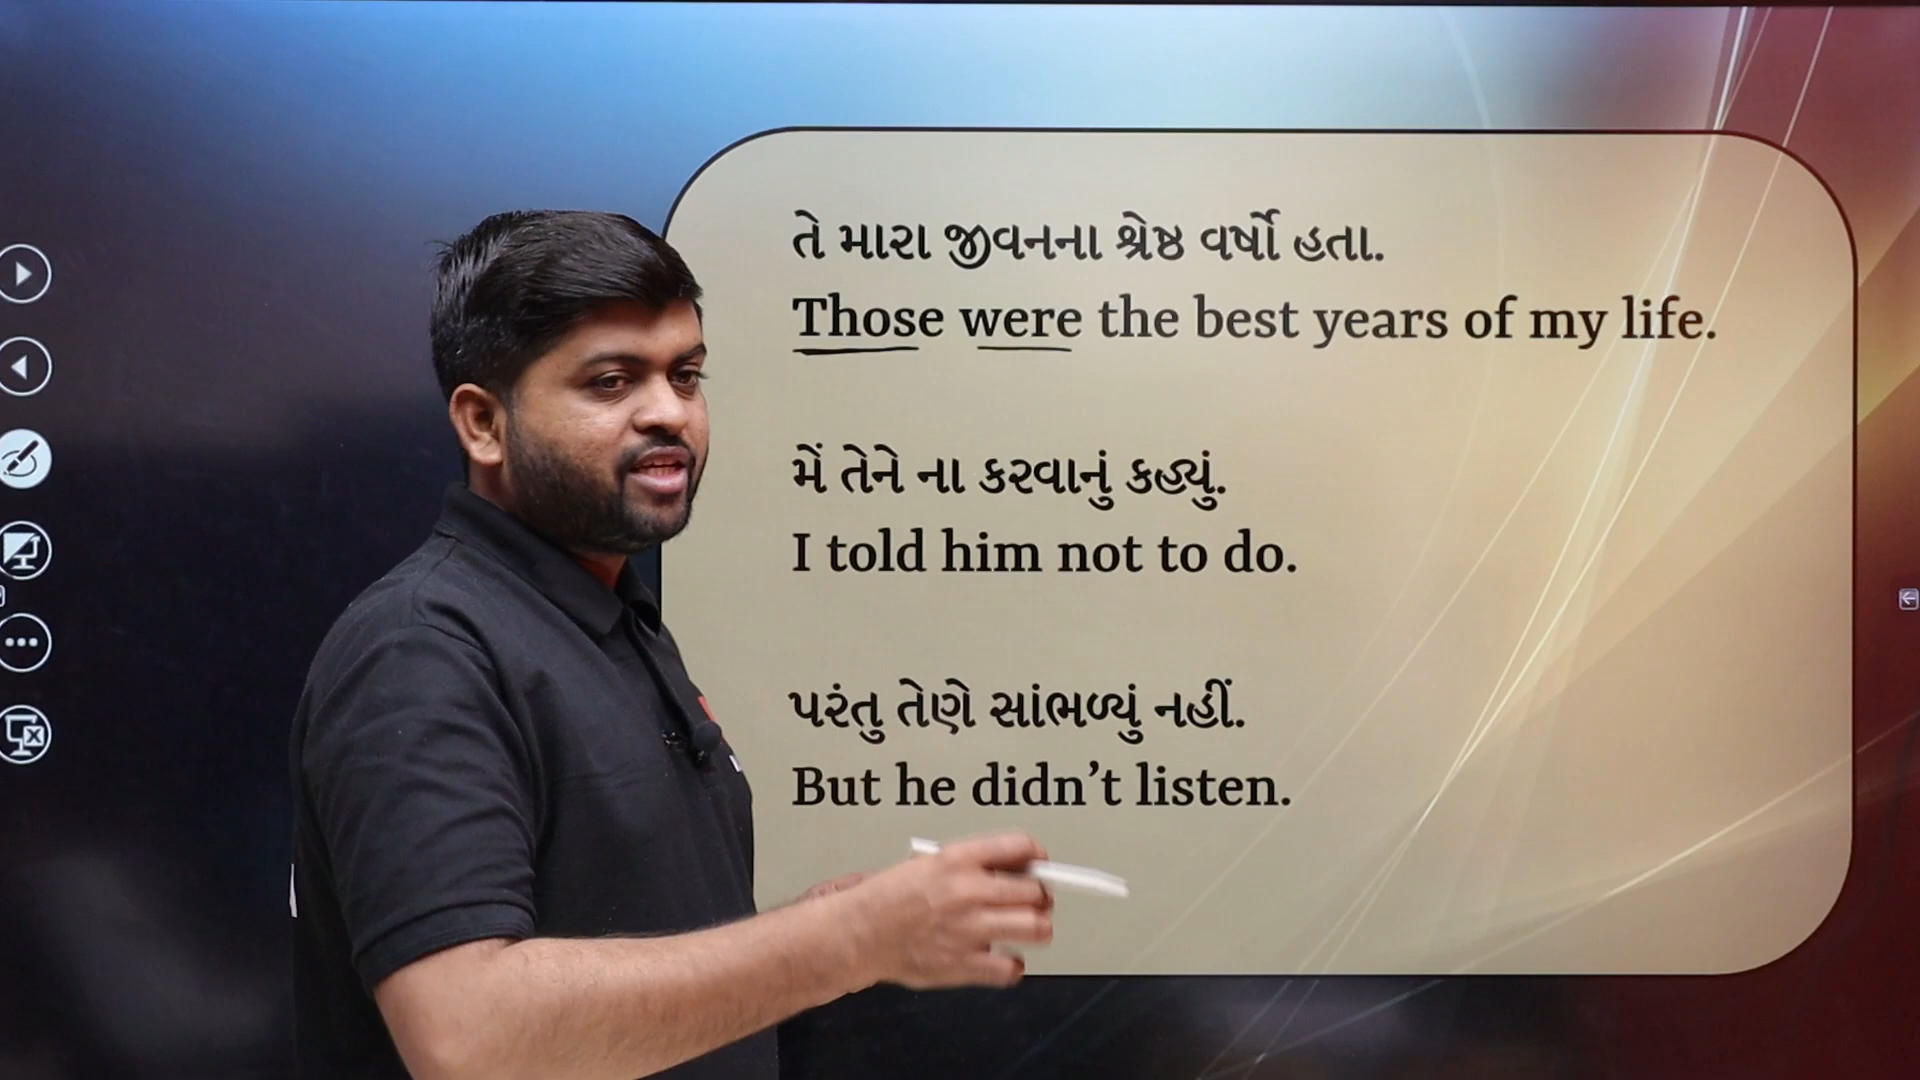 તે મારા જીવનના શ્રેષ્ઠ વર્ષો હતા.
Those were the best years of my life.
મેં તેને ના કરવાનું કહ્યું.
I told him not to do.
પરંતુ તેણે સાંભળ્યું નહીં.
But he didn’t listen.